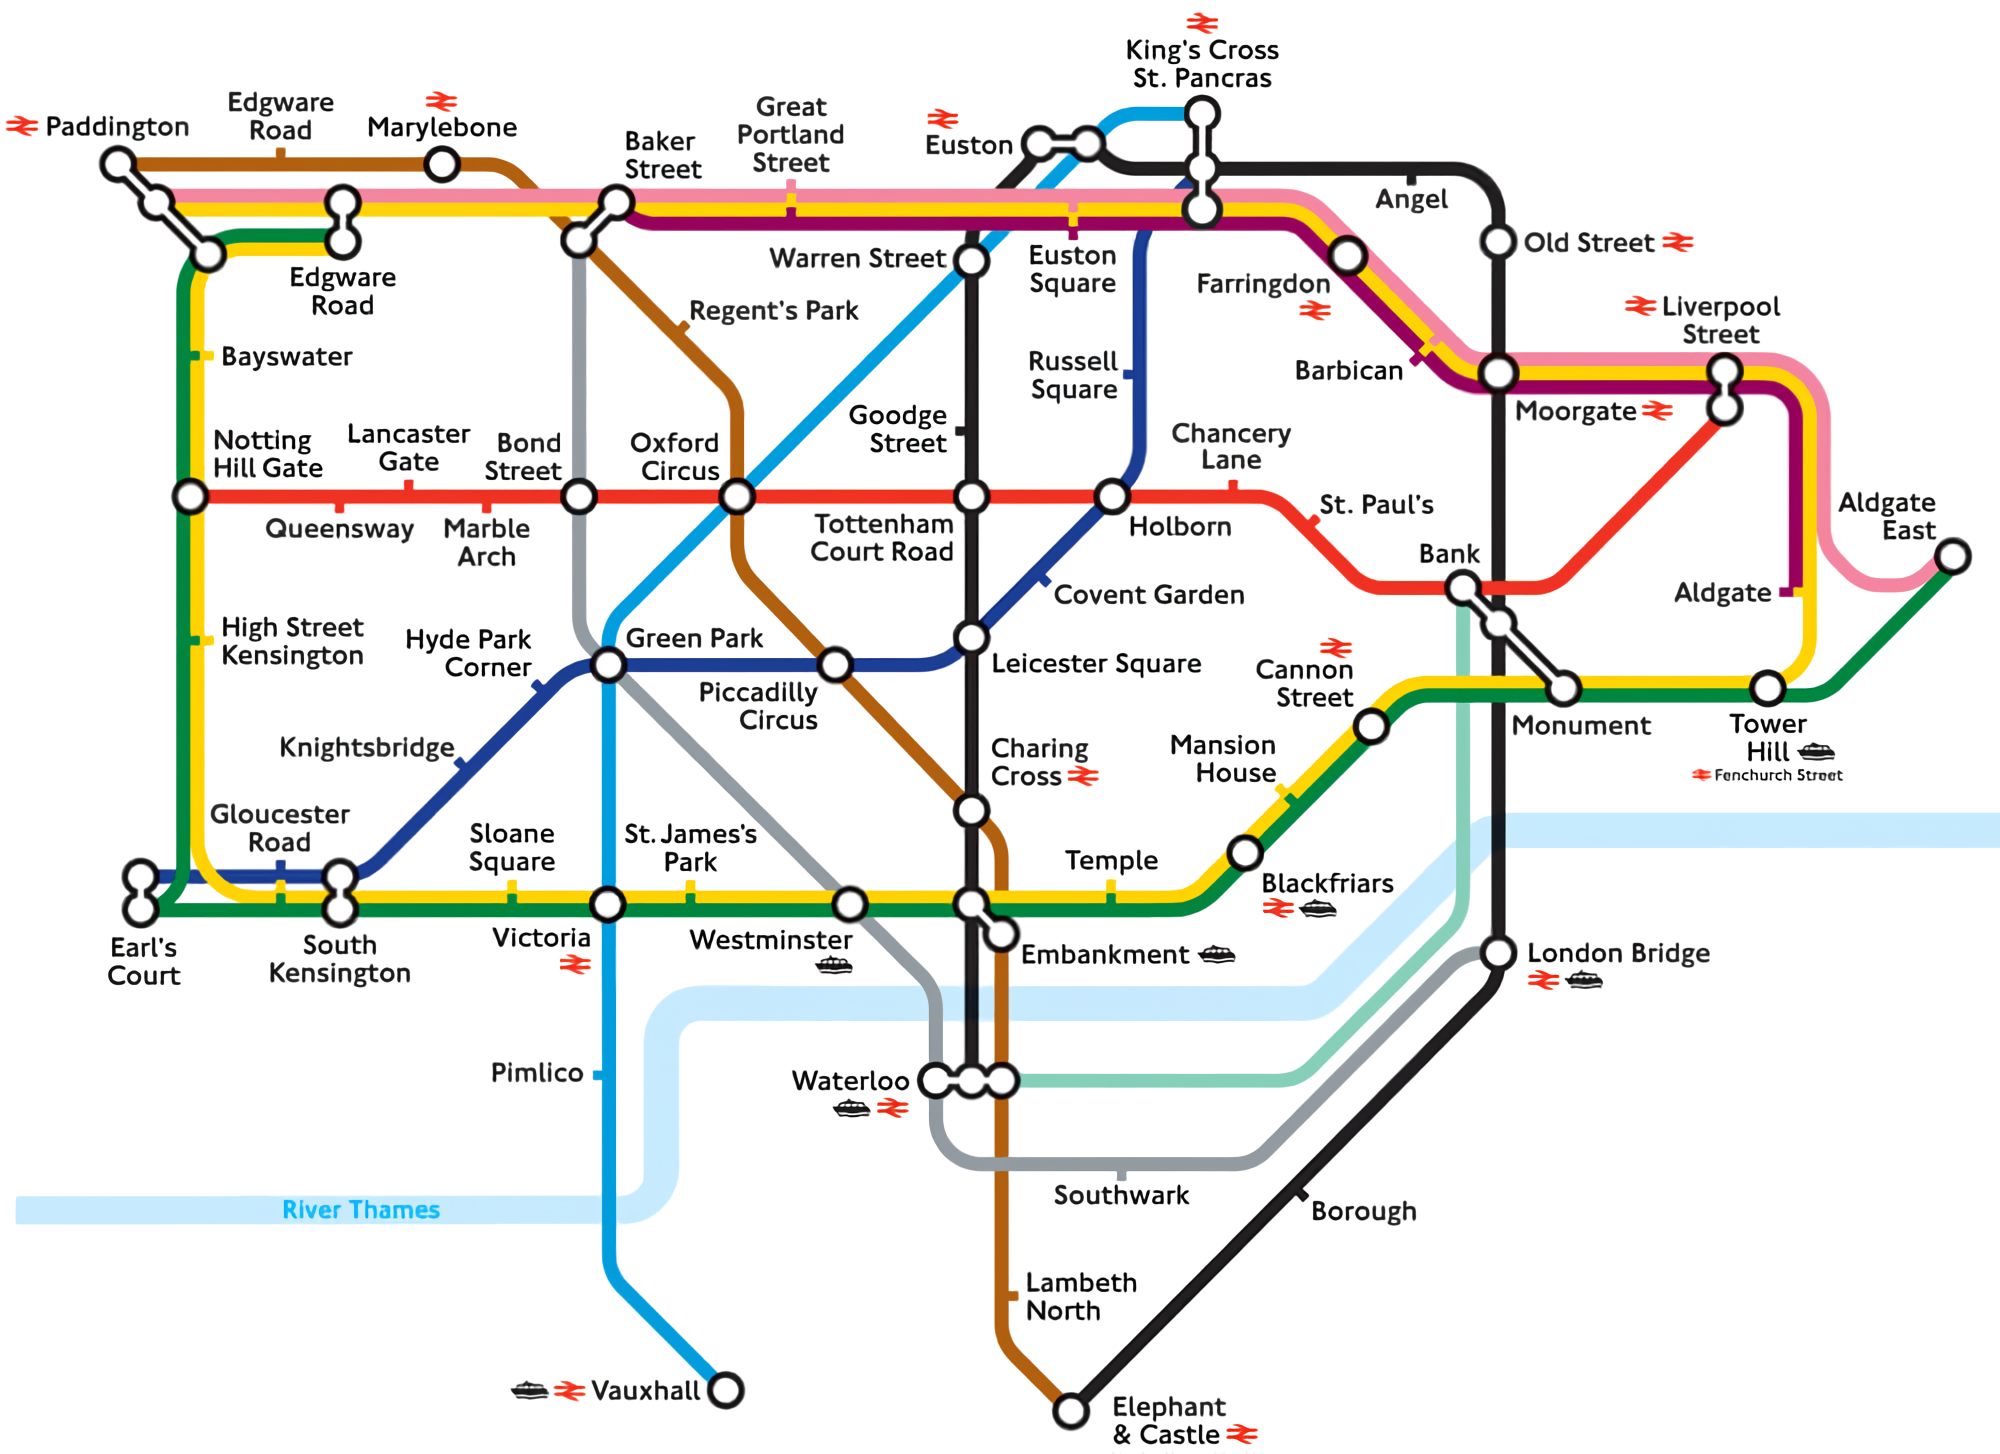 King's Cross
St. Pancras
Paddington
Edgware
Road
Marylebone
Baker
Street
Great
Portland
Street
Euston
Angel
Old Street
Edgware
Road
Warren Street
Euston
Square
Farringdon
Liverpool
Street
Regent's Park
Bayswater
Russell
Square
Barbican
Moorgate
Notting
Hill Gate
Lancaster
Gate
Bond
Street
Oxford
Circus
Goodge
Street
Chancery
Lane
Queensway
Marble
Arch
Tottenham
Court Road
Holborn
St. Paul's
Aldgate
East
Bank
Covent Garden
Aldgate
High Street
Kensington
Hyde Park
Corner
Green Park
Leicester Square
Piccadilly
Circus
Cannon
Street
Monument
Tower
Hill
Fenchurch Street
Knightsbridge
Charing
Cross
Mansion
House
Gloucester
Road
Sloane
Square
St. James's
Park
Temple
Blackfriars
Earl's
Court
South
Kensington
Victoria
Westminster
Embankment
London Bridge
Pimlico
Waterloo
Southwark
Borough
River Thames
Lambeth
North
Vauxhall
Elephant
& Castle